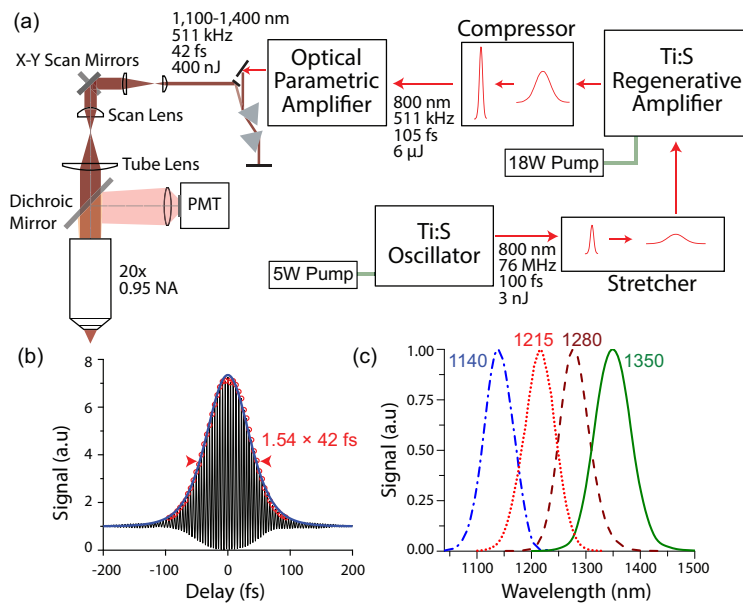 (a)
1,100-1,400 nm
511 kHz
42 fs
400 nJ
X-Y Scan Mirrors
Scan Lens
Tube Lens
Dichroic
Mirror
PMT
20x
0.95 NA
Optical
Parametric
Amplifier
800 nm
511 kHz
105 fs
6 μJ
Compressor
Ti:S
Regenerative
Amplifier
18W Pump
Ti:S
Oscillator
5W Pump
800 nm
76 MHz
100 fs
3 nJ
Stretcher
(b)
Signal (a.u)
8
6
4
2
0
1.54 × 42 fs
-200 -100 0 100 200
Delay (fs)
(c)
Signal (a.u)
1.00
0.75
0.50
0.25
0.00
1140 1215 1280 1350
1100 1200 1300 1400 1500
Wavelength (nm)